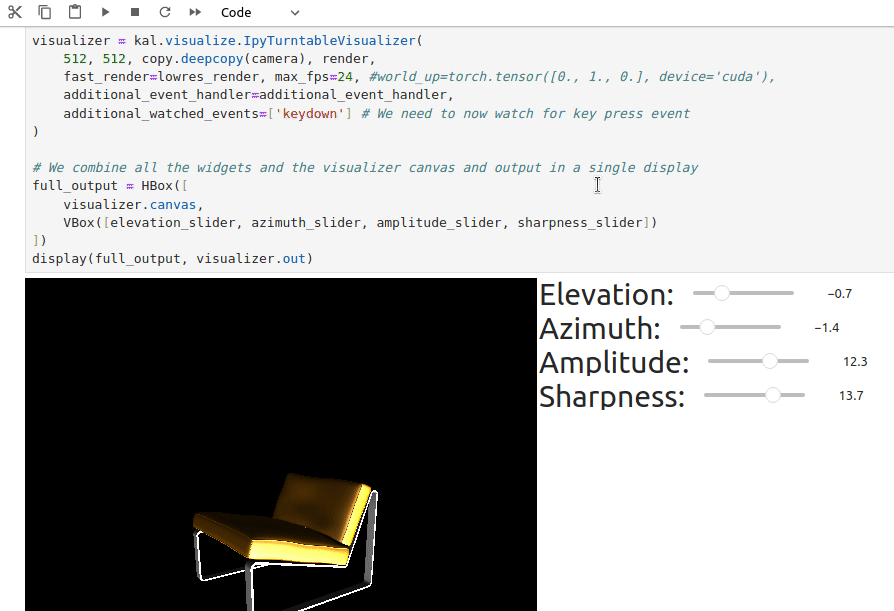 Code
visualizer = kal.visualize.IpyTurntableVisualizer(
    512, 512, copy.deepcopy(camera), render,
    fast_render=lowres_render, max_fps=24, #world_up=torch.tensor([0., 1., 0.], device='cuda'),
    additional_event_handler=additional_event_handler,
    additional_watched_events=['keydown'] # We need to now watch for key press event
)
# We combine all the widgets and the visualizer canvas and output in a single display
full_output = HBox([
    visualizer.canvas,
    VBox([elevation_slider, azimuth_slider, amplitude_slider, sharpness_slider])
])
display(full_output, visualizer.out)
Elevation: −0.7
Azimuth: −1.4
Amplitude: 12.3
Sharpness: 13.7